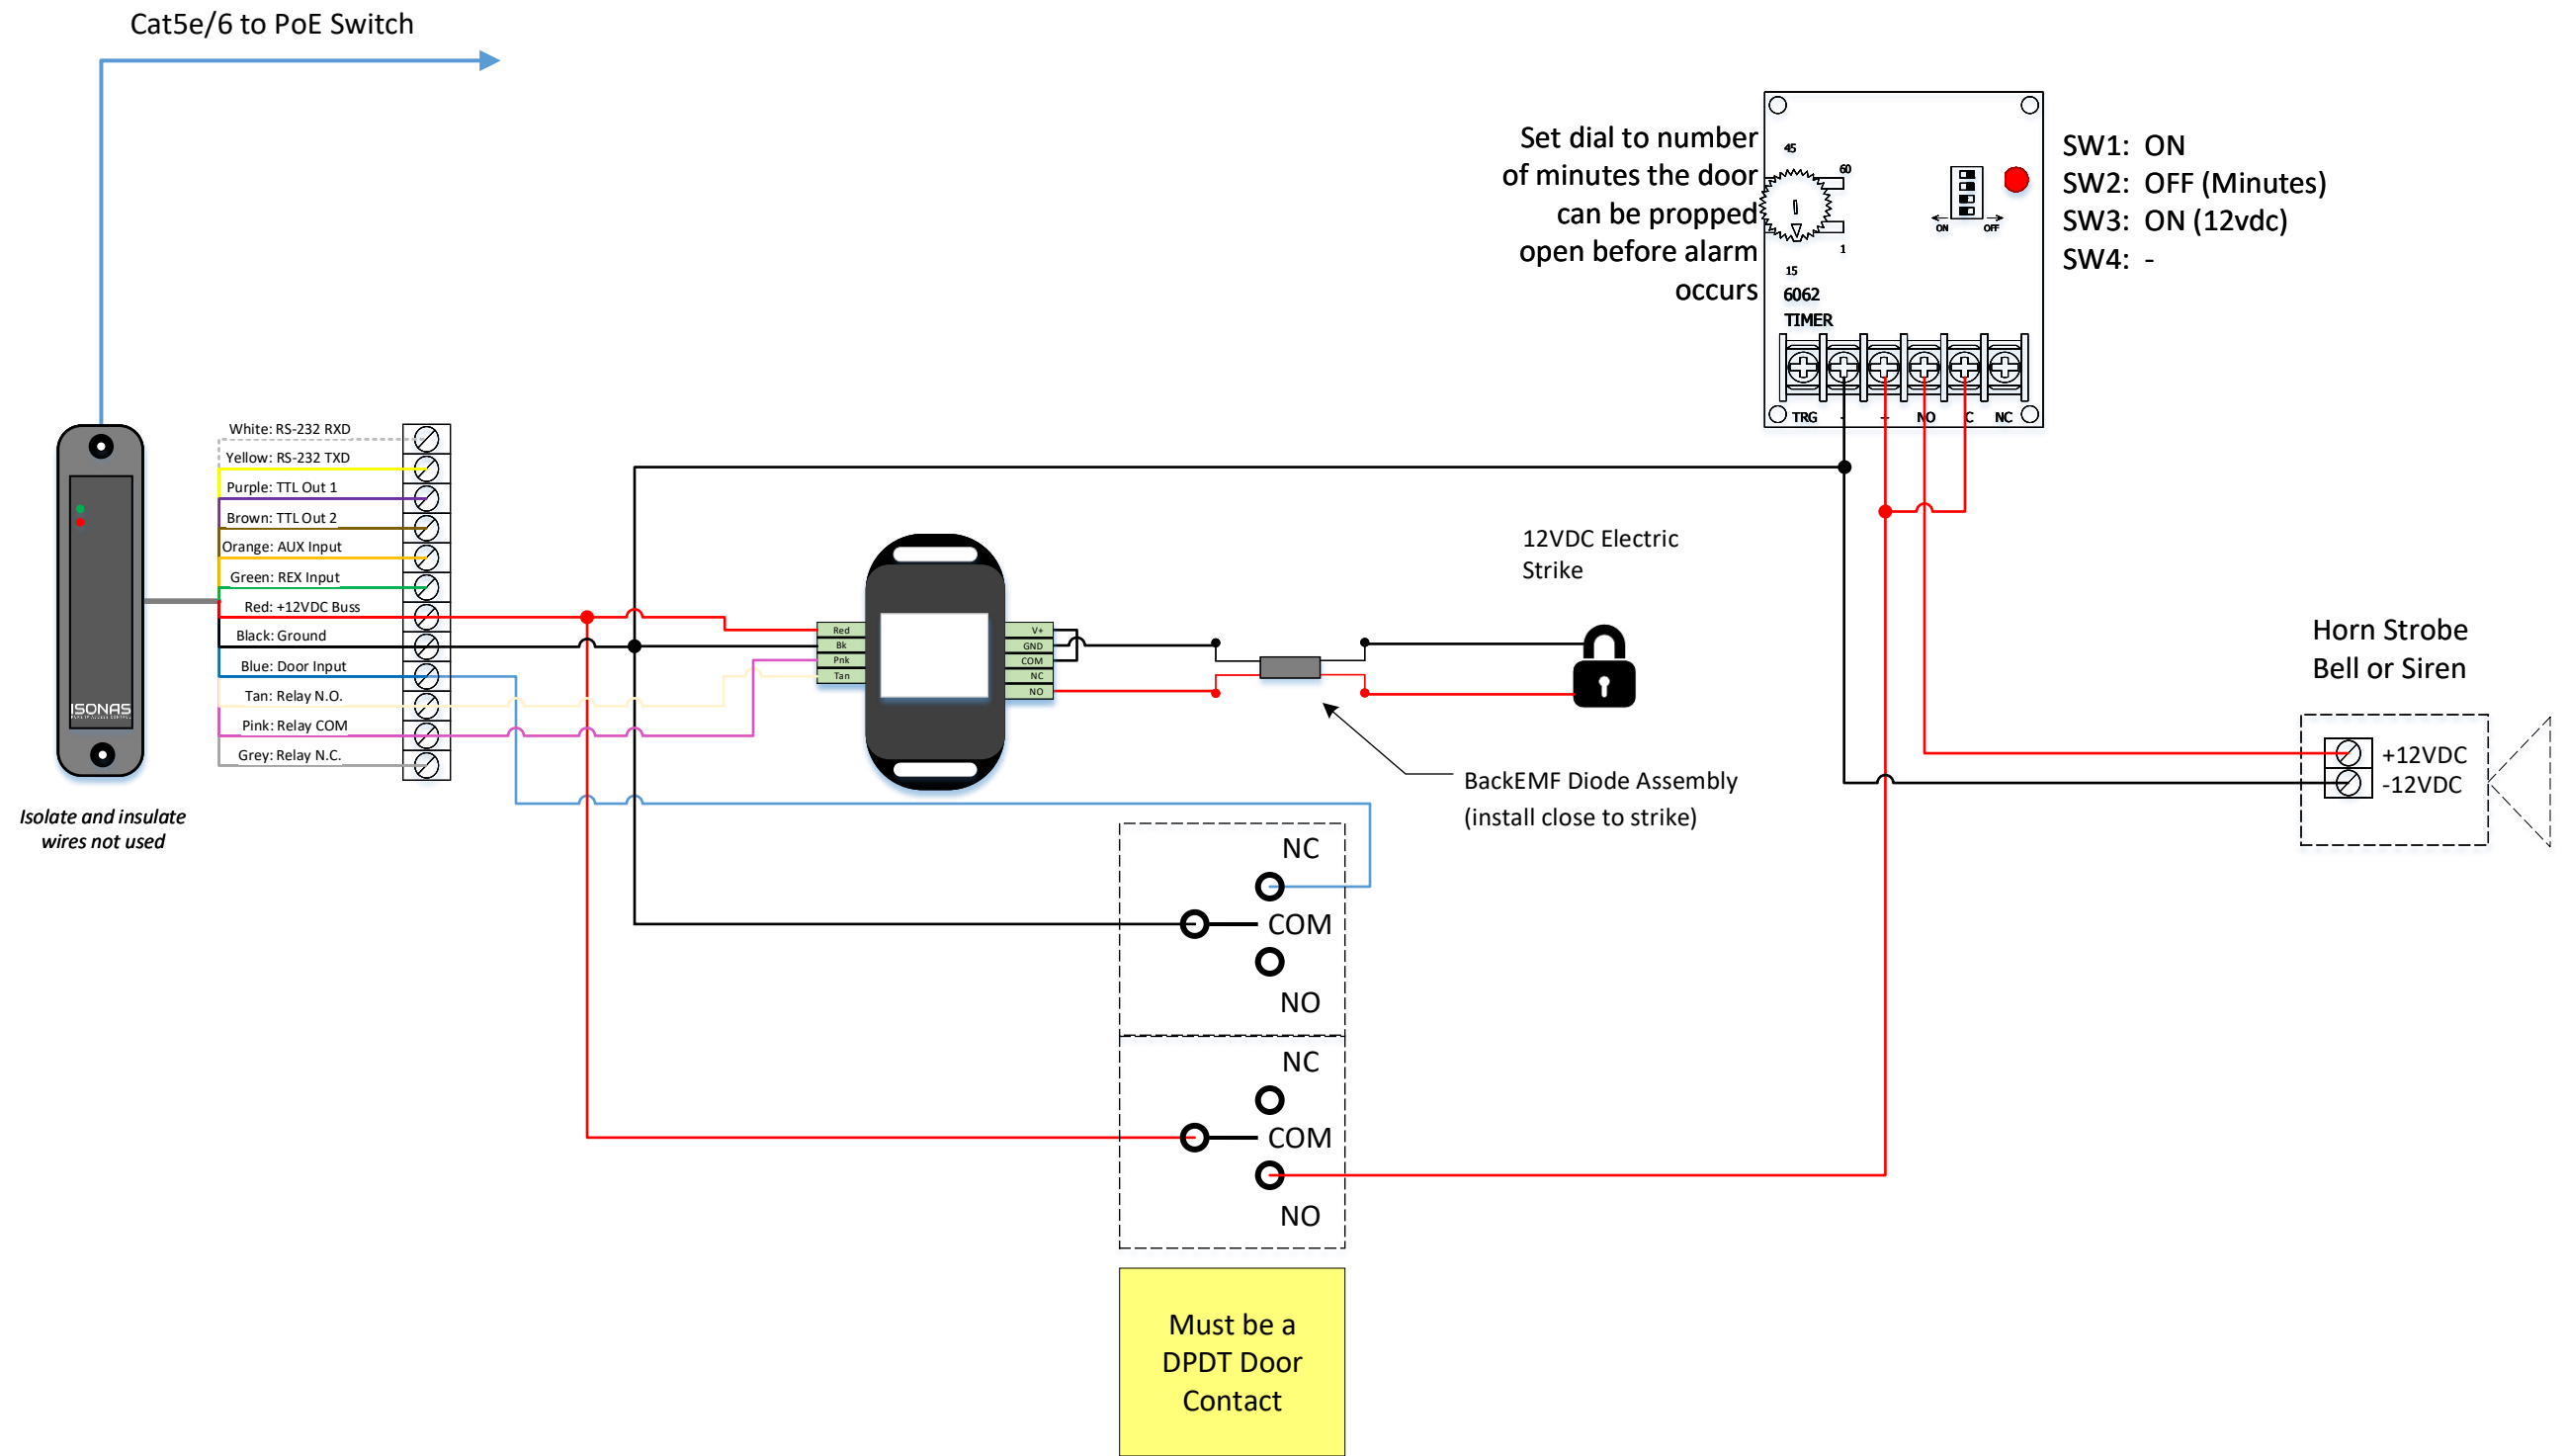 Cat5e/6 to PoE Switch
Set dial to number
of minutes the door
can be propped
open before alarm
occurs
45
60
1
15
6062
TIMER
ON
OFF
TRG
-
+
NO
C
NC
SW1: ON
SW2: OFF (Minutes)
SW3: ON (12vdc)
SW4: -
White: RS-232 RXD
Yellow: RS-232 TXD
Purple: TTL Out 1
Brown: TTL Out 2
Orange: AUX Input
Green: REX Input
Red: +12VDC Buss
Black: Ground
Blue: Door Input
Tan: Relay N.O.
Pink: Relay COM
Grey: Relay N.C.
ISONAS
Isolate and insulate
wires not used
Red
Bk
Pnk
Tan
V+
GND
COM
NC
NO
12VDC Electric
Strike
BackEMF Diode Assembly
(install close to strike)
Horn Strobe
Bell or Siren
+12VDC
-12VDC
NC
COM
NO
NC
COM
NO
Must be a
DPDT Door
Contact